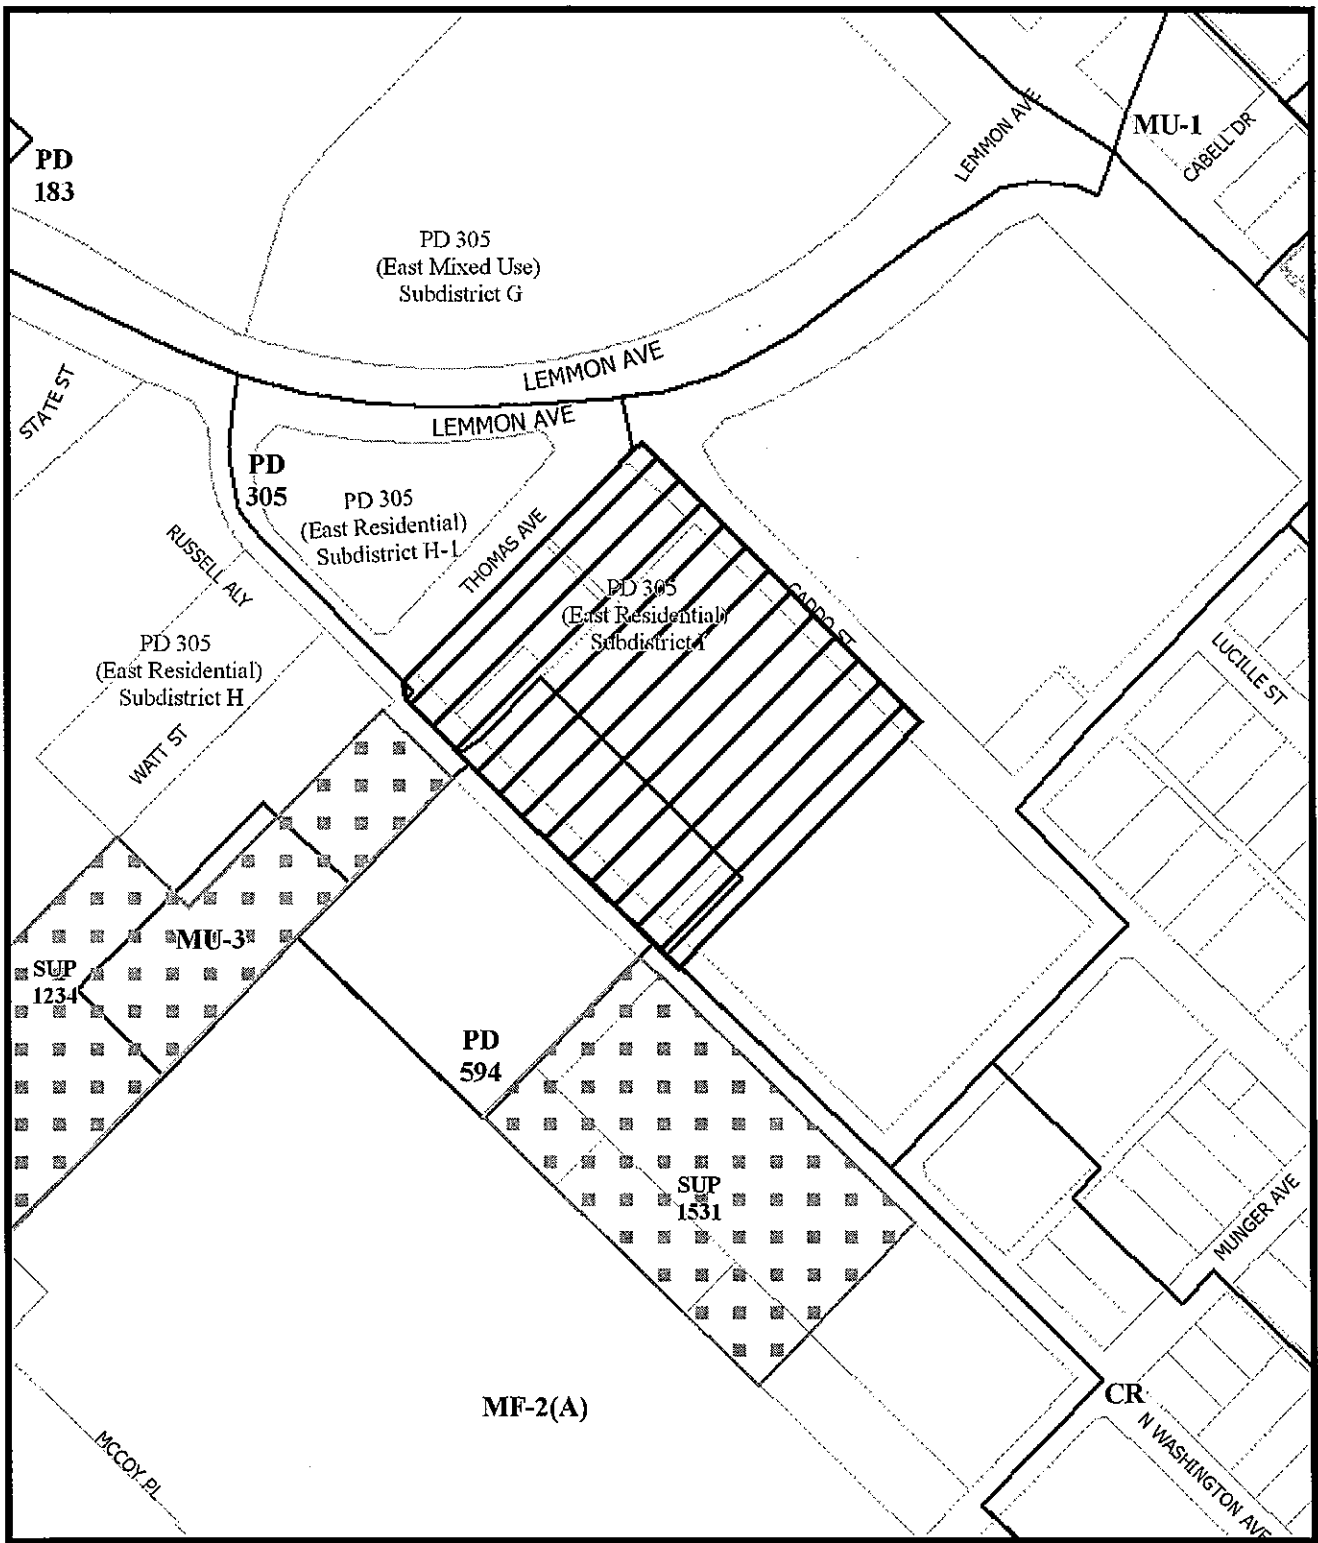 LEMMON AVE
MU-1
CABELL DR
PD
183
PD 305
(East Mixed Use)
Subdistrict G
LEMMON AVE
STATE ST
LEMMON AVE
PD
305
PD 305
(East Residential)
Subdistrict H-1
THOMAS AVE
RUSSELL ALY
PD 305
(East Residential)
Subdistrict I
CADDO ST
PD 305
(East Residential)
Subdistrict H
LUCILLE ST
WATT ST
MU-3
SUP
1234
PD
594
SUP
1531
MUNGER AVE
MF-2(A)
CR
N WASHINGTON AVE
MCCOY PL